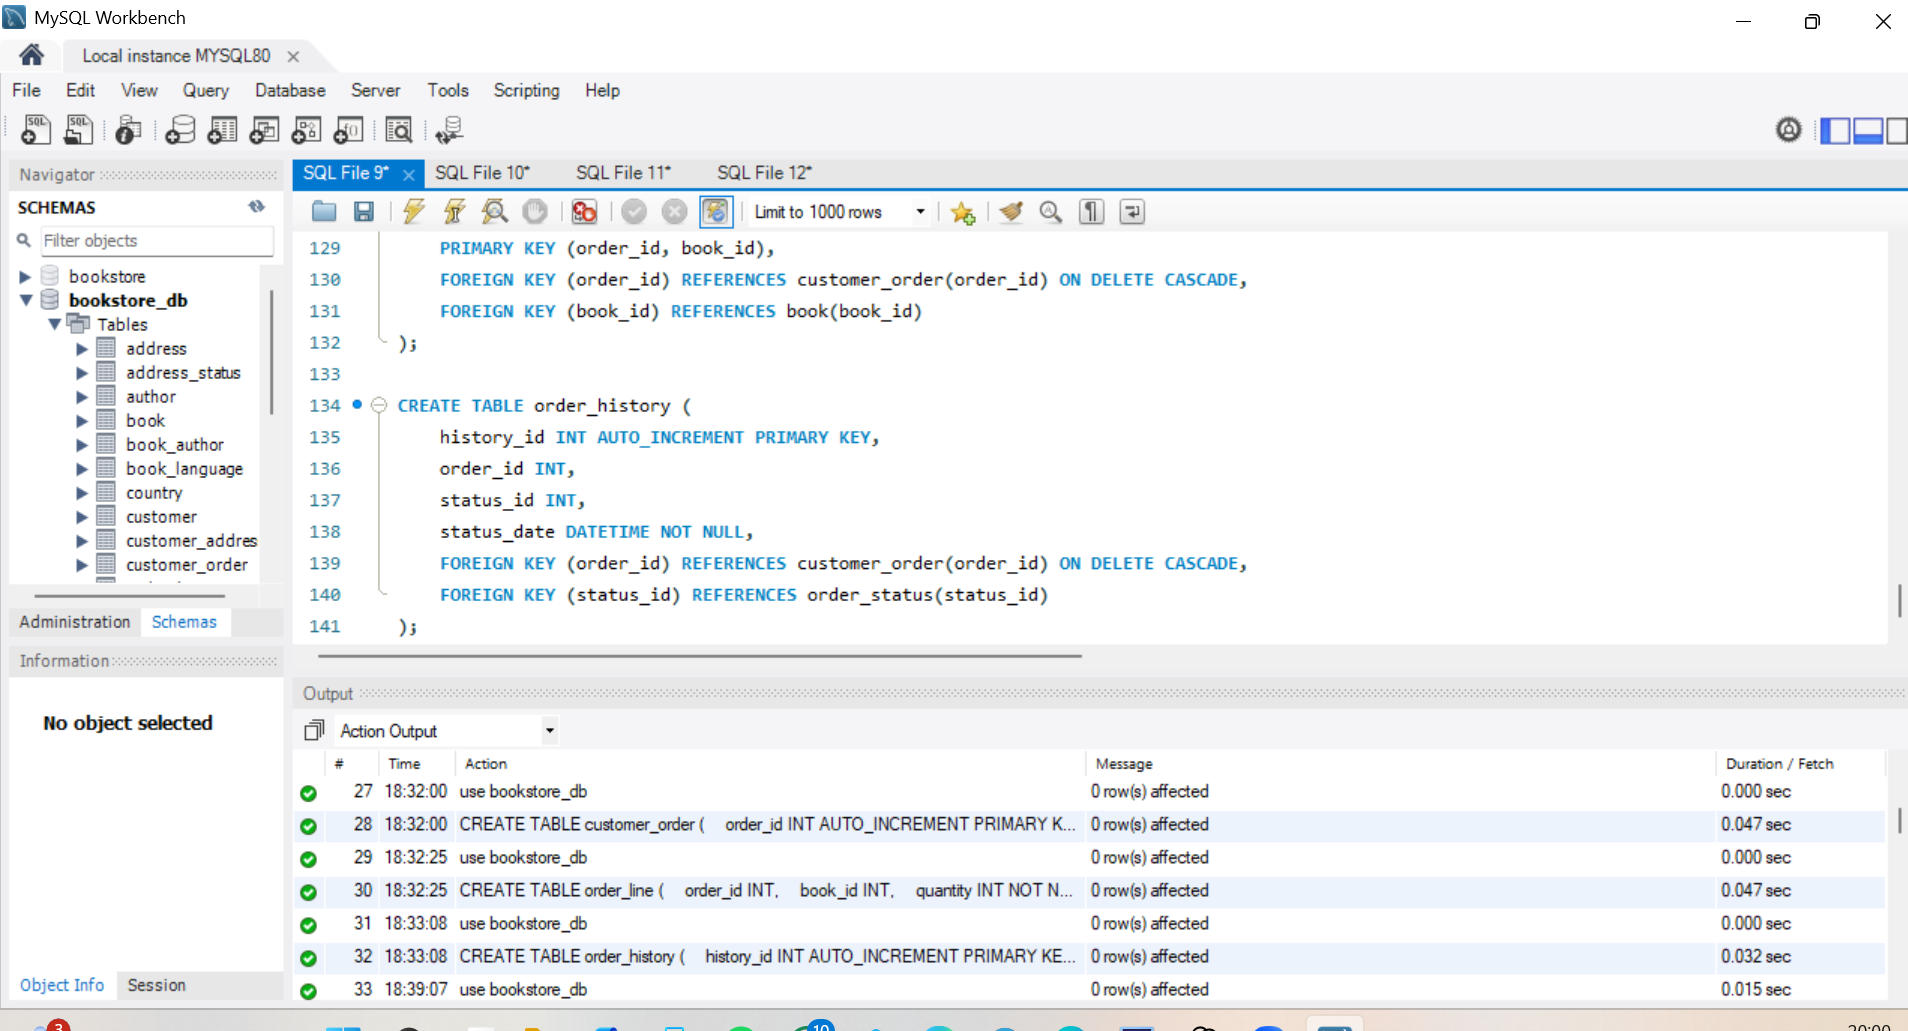 MySQL Workbench
Local instance MYSQL80
File Edit View Query Database Server Tools Scripting Help
Navigator
SCHEMAS
Filter objects
bookstore
bookstore_db
Tables
address
address_status
author
book
book_author
book_language
country
customer
customer_addres
customer_order
Administration Schemas
Information
No object selected
Object Info Session
SQL File 9* SQL File 10* SQL File 11* SQL File 12*
Limit to 1000 rows
129 PRIMARY KEY (order_id, book_id),
130 FOREIGN KEY (order_id) REFERENCES customer_order(order_id) ON DELETE CASCADE,
131 FOREIGN KEY (book_id) REFERENCES book(book_id)
132 );
133
134 CREATE TABLE order_history (
135 history_id INT AUTO_INCREMENT PRIMARY KEY,
136 order_id INT,
137 status_id INT,
138 status_date DATETIME NOT NULL,
139 FOREIGN KEY (order_id) REFERENCES customer_order(order_id) ON DELETE CASCADE,
140 FOREIGN KEY (status_id) REFERENCES order_status(status_id)
141 );
Output
Action Output
# Time Action Message Duration / Fetch
27 18:32:00 use bookstore_db 0 row(s) affected 0.000 sec
28 18:32:00 CREATE TABLE customer_order ( order_id INT AUTO_INCREMENT PRIMARY K... 0 row(s) affected 0.047 sec
29 18:32:25 use bookstore_db 0 row(s) affected 0.000 sec
30 18:32:25 CREATE TABLE order_line ( order_id INT, book_id INT, quantity INT NOT N... 0 row(s) affected 0.047 sec
31 18:33:08 use bookstore_db 0 row(s) affected 0.000 sec
32 18:33:08 CREATE TABLE order_history ( history_id INT AUTO_INCREMENT PRIMARY KE... 0 row(s) affected 0.032 sec
33 18:39:07 use bookstore_db 0 row(s) affected 0.015 sec
3 10 20:00